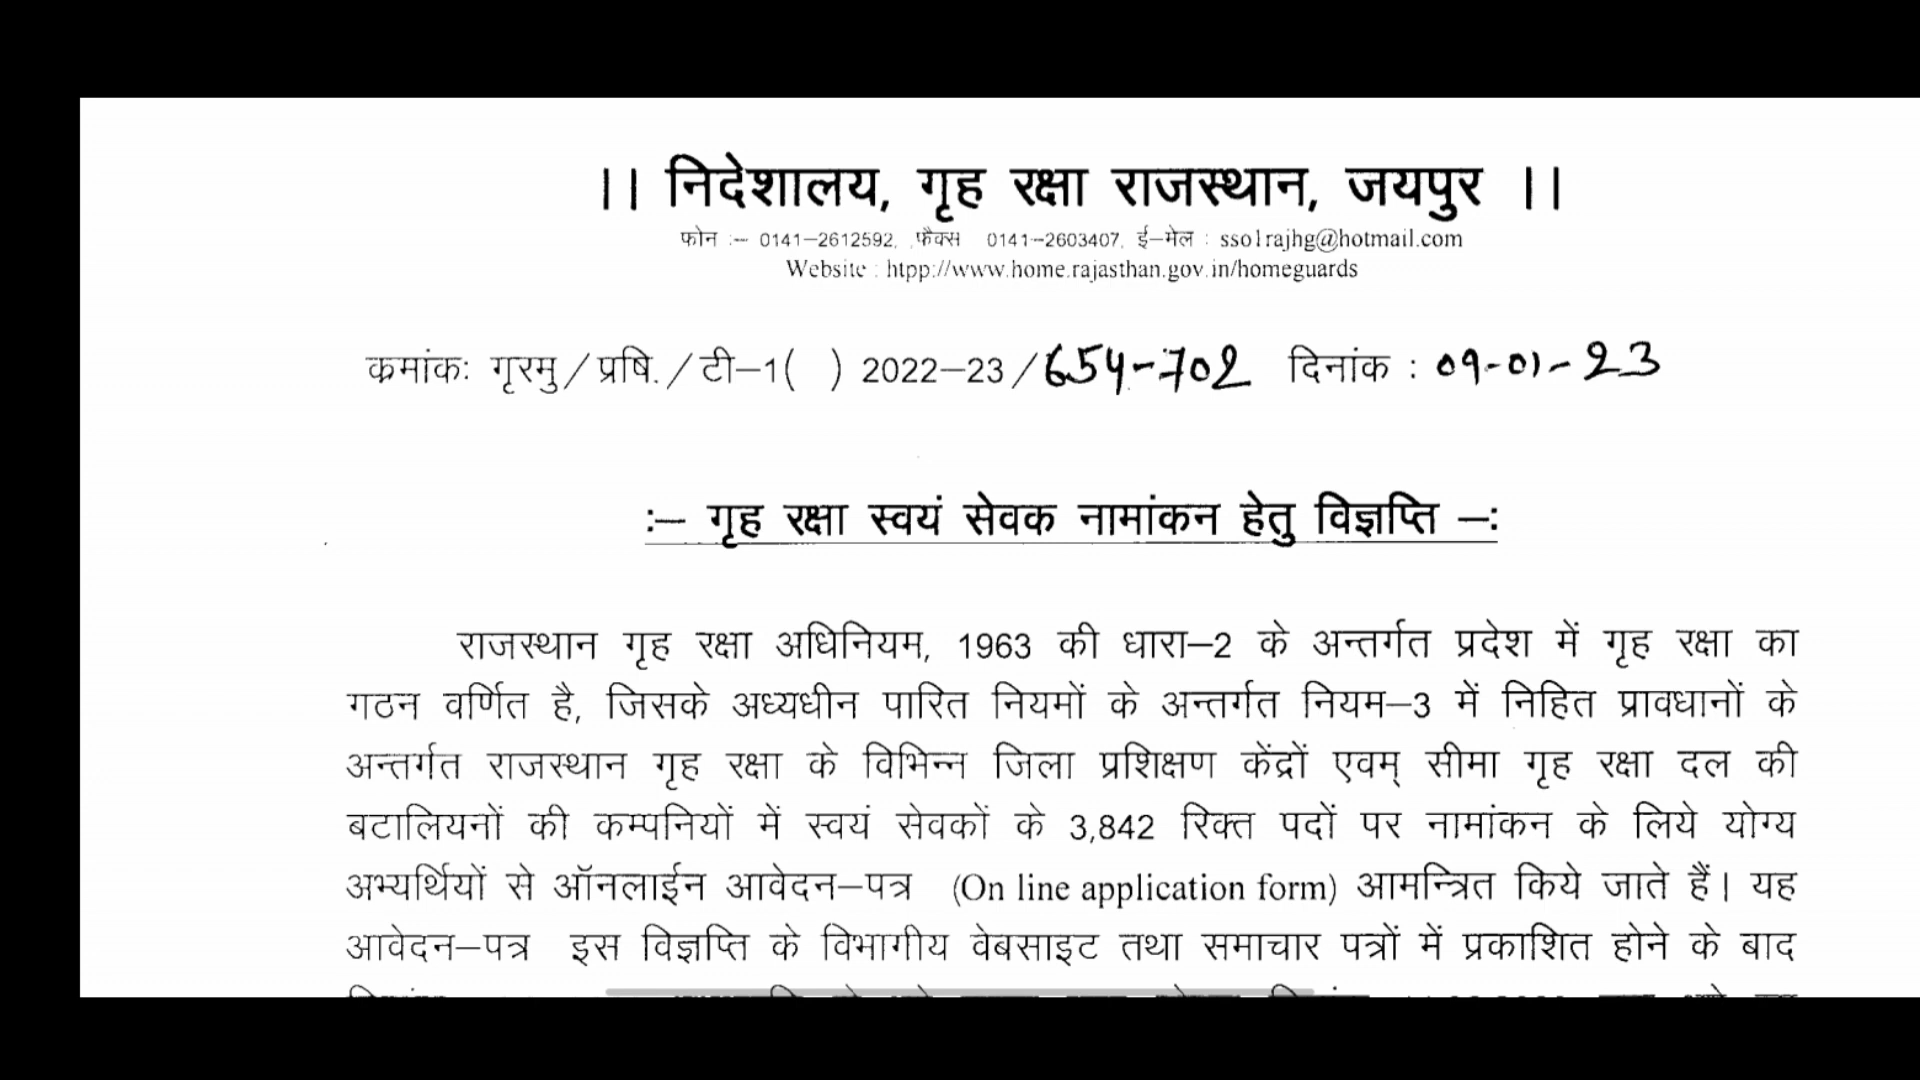 ।। निदेशालय, गृह रक्षा राजस्थान, जयपुर ।।
फोन :– 0141–2612592, फैक्स 0141–2603407, ई–मेल : sso1rajhg@hotmail.com
Website : htpp://www.home.rajasthan.gov.in/homeguards
कमांकः गृरमु/प्रषि./टी–1( ) 2022–23/654-702 दिनांक : 09-01-23
:– गृह रक्षा स्वयं सेवक नामांकन हेतु विज्ञप्ति –:
राजस्थान गृह रक्षा अधिनियम, 1963 की धारा–2 के अन्तर्गत प्रदेश में गृह रक्षा का
गठन वर्णित है, जिसके अध्यधीन पारित नियमों के अन्तर्गत नियम–3 में निहित प्रावधानों के
अन्तर्गत राजस्थान गृह रक्षा के विभिन्न जिला प्रशिक्षण केंद्रों एवम् सीमा गृह रक्षा दल की
बटालियनों की कम्पनियों में स्वयं सेवकों के 3,842 रिक्त पदों पर नामांकन के लिये योग्य
अभ्यर्थियों से ऑनलाईन आवेदन–पत्र (On line application form) आमन्त्रित किये जाते हैं। यह
आवेदन–पत्र इस विज्ञप्ति के विभागीय वेबसाइट तथा समाचार पत्रों में प्रकाशित होने के बाद